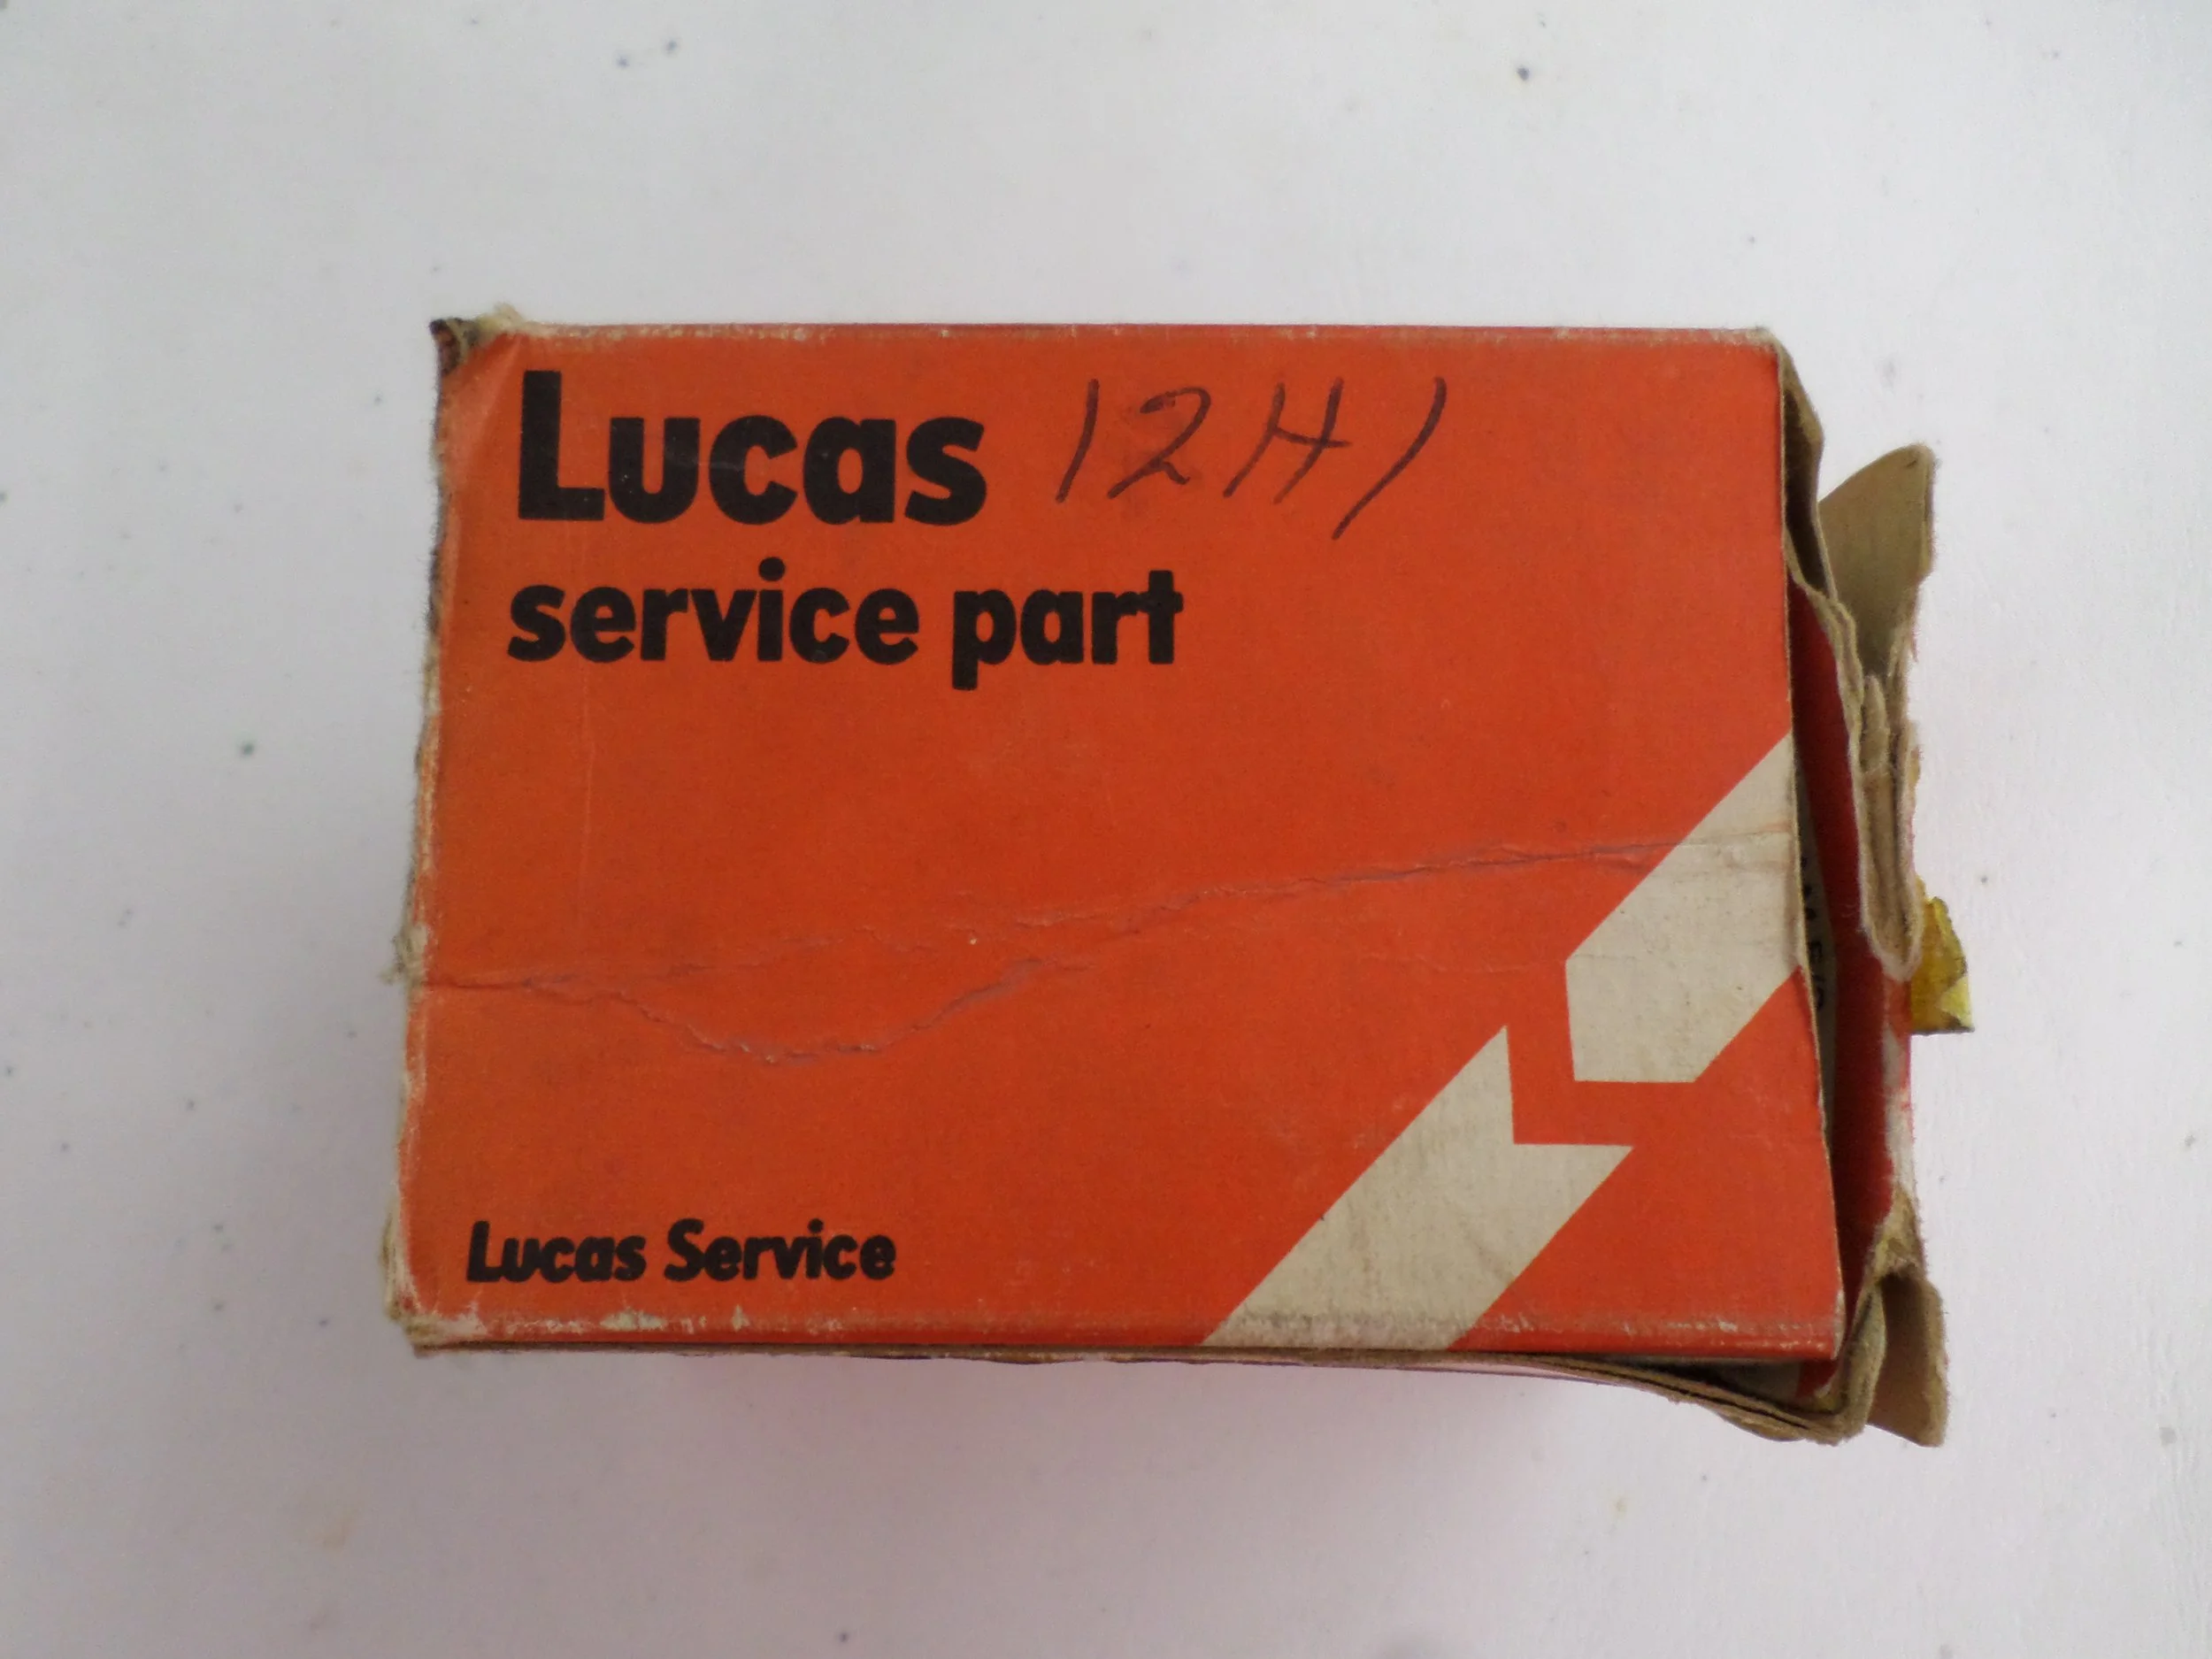 Lucas 12H1
service part
Lucas Service